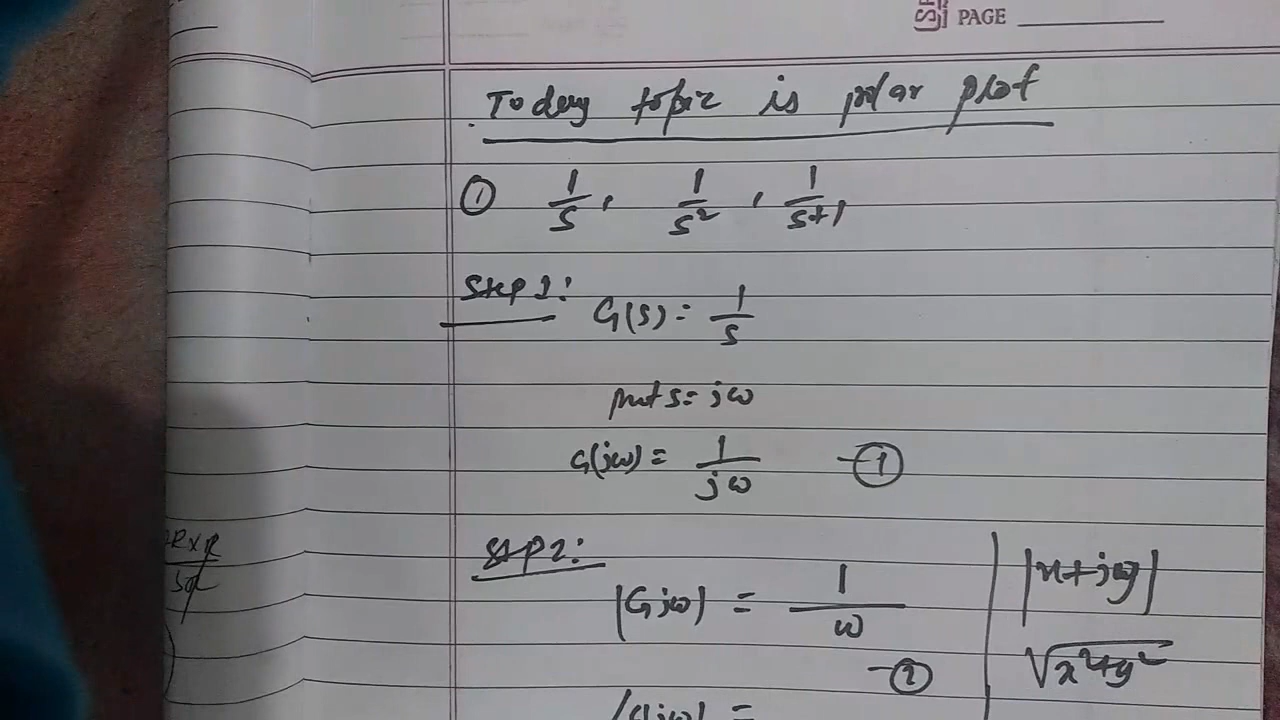 PAGE
Today topic is polar plot
① 1/s, 1/s², 1/s+1
Step 1:
G(s) = 1/s
put s = jω
G(jω) = 1/jω —①
Step 2:
|Gjω| = 1/ω —②
|x+jy|
√x²+y²